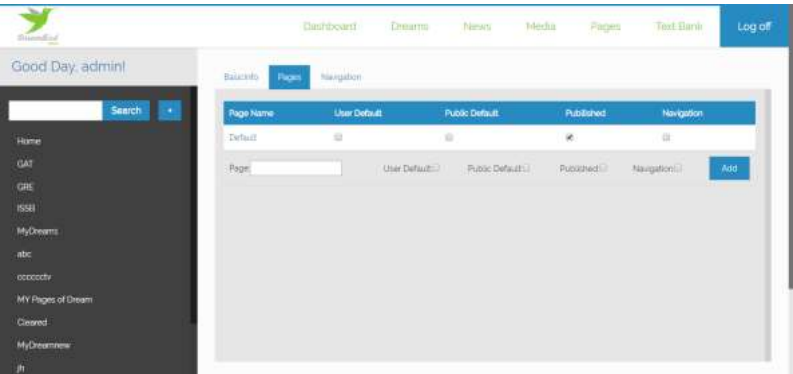 Dashboard Dreams News Media Pages Text Bank Log off
DreamBird
Good Day, admin!
Search +
Home
GAT
GRE
ISSB
MyDreams
abc
cccccctv
MY Pages of Dream
Cleared
MyDreamnew
jh
BasicInfo Pages Navigation
Page Name User Default Public Default Published Navigation
Default
Page: User Default: Public Default: Published: Navigation: Add